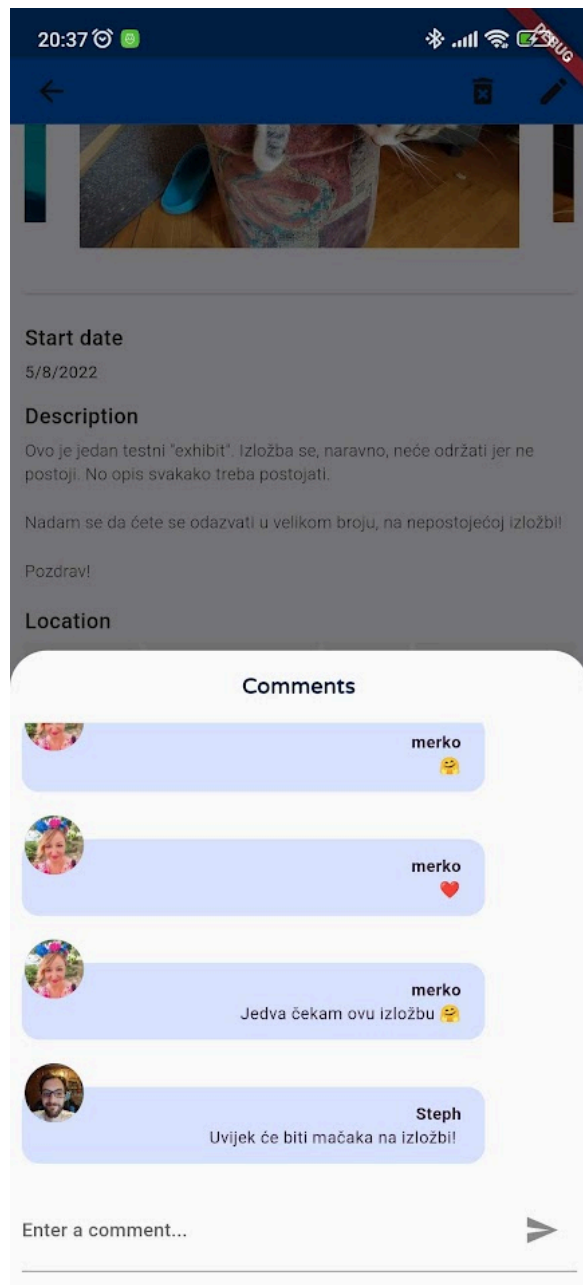 20:37
DEBUG
Start date
5/8/2022
Description
Ovo je jedan testni "exhibit". Izložba se, naravno, neće održati jer ne
postoji. No opis svakako treba postojati.
Nadam se da ćete se odazvati u velikom broju, na nepostojećoj izložbi!
Pozdrav!
Location
Comments
merko
🤗
merko
❤️
merko
Jedva čekam ovu izložbu 🤗
Steph
Uvijek će biti mačaka na izložbi!
Enter a comment...